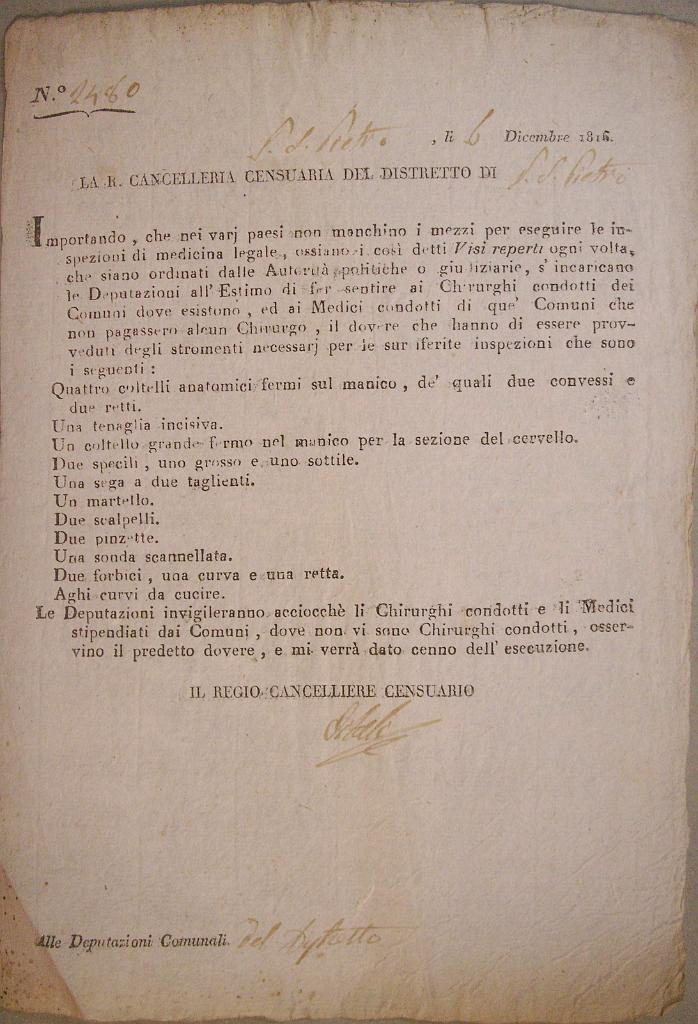 N.° 2480
P. S. Pietro, li 6 Dicembre 1816.
LA R. CANCELLERIA CENSUARIA DEL DISTRETTO DI P. S. Pietro
Importando, che nei varj paesi non manchino i mezzi per eseguire le in-
spezioni di medicina legale, ossiano i così detti Visi reperti ogni volta,
che siano ordinati dalle Autorità politiche o giudiziarie, s' incaricano
le Deputazioni all' Estimo di far sentire ai Chirurghi condotti dei
Comuni dove esistono, ed ai Medici condotti di que' Comuni che
non pagassero alcun Chirurgo, il dovere che hanno di essere prov-
veduti degli stromenti necessarj per le surriferite inspezioni che sono
i seguenti :
Quattro coltelli anatomici fermi sul manico, de' quali due convessi e
due retti.
Una tenaglia incisiva.
Un coltello grande fermo nel manico per la sezione del cervello.
Due specili, uno grosso e uno sottile.
Una sega a due taglienti.
Un martello.
Due scalpelli.
Due pinzette.
Una sonda scannellata.
Due forbici, una curva e una retta.
Aghi curvi da cucire.
Le Deputazioni invigileranno acciocchè li Chirurghi condotti e li Medici
stipendiati dai Comuni, dove non vi sono Chirurghi condotti, osser-
vino il predetto dovere, e mi verrà dato cenno dell' esecuzione.
IL REGIO CANCELLIERE CENSUARIO
Alle Deputazioni Comunali del